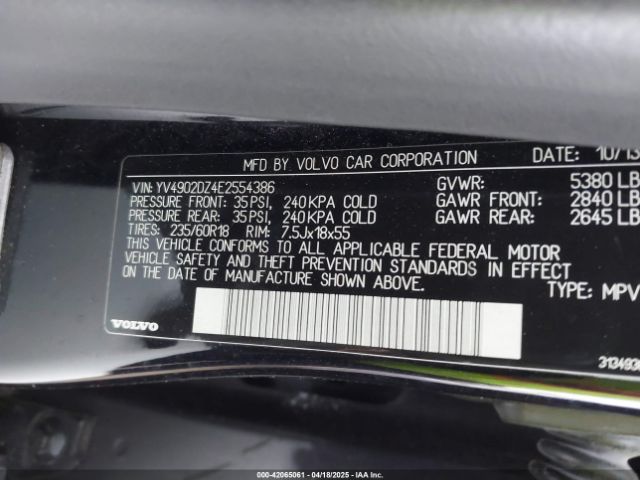 MFD BY VOLVO CAR CORPORATION DATE: 10/13
VIN: YV4902DZ4E2554386 GVWR: 5380 LB
PRESSURE FRONT: 35PSI, 240KPA COLD GAWR FRONT: 2840 LB
PRESSURE REAR: 35PSI, 240KPA COLD GAWR REAR: 2645 LB
TIRES: 235/60R18 RIM: 7.5Jx18x55
THIS VEHICLE CONFORMS TO ALL APPLICABLE FEDERAL MOTOR
VEHICLE SAFETY AND THEFT PREVENTION STANDARDS IN EFFECT
ON THE DATE OF MANUFACTURE SHOWN ABOVE.
TYPE: MPV
VOLVO
3134936
000-42065061 - 04/18/2025 - IAA Inc.